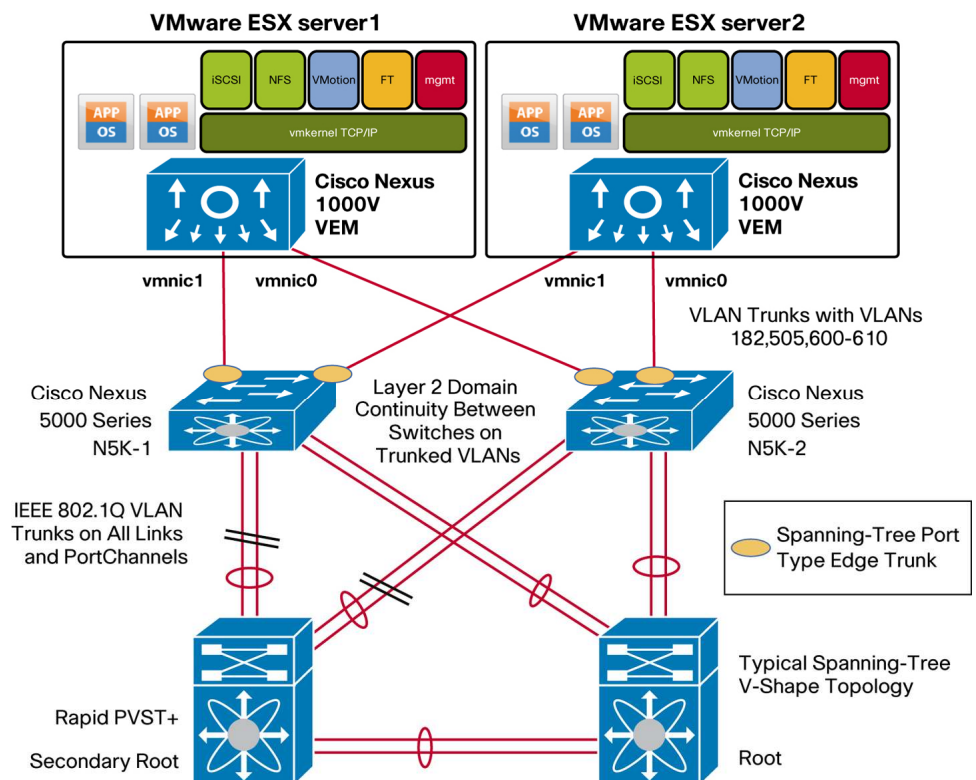 VMware ESX server1
VMware ESX server2
iSCSI
NFS
VMotion
FT
mgmt
APP
OS
APP
OS
vmkernel TCP/IP
Cisco Nexus
1000V
VEM
iSCSI
NFS
VMotion
FT
mgmt
APP
OS
APP
OS
vmkernel TCP/IP
Cisco Nexus
1000V
VEM
vmnic1
vmnic0
vmnic1
vmnic0
VLAN Trunks with VLANs
182,505,600-610
Cisco Nexus
5000 Series
N5K-1
Layer 2 Domain
Continuity Between
Switches on
Trunked VLANs
Cisco Nexus
5000 Series
N5K-2
IEEE 802.1Q VLAN
Trunks on All Links
and PortChannels
Spanning-Tree Port
Type Edge Trunk
Typical Spanning-Tree
V-Shape Topology
Rapid PVST+
Secondary Root
Root